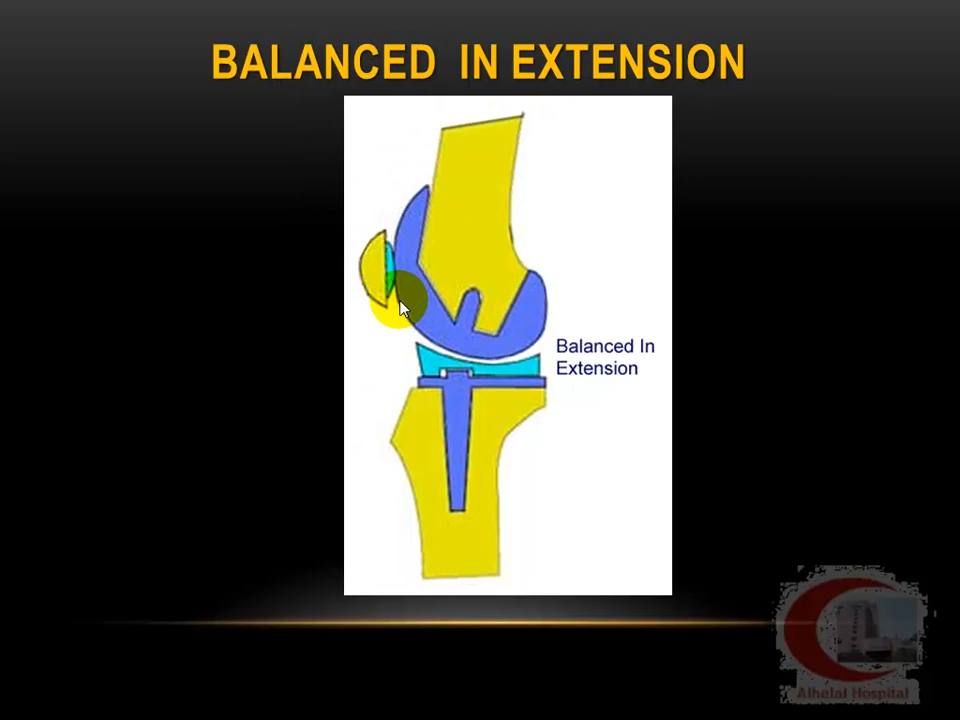 BALANCED IN EXTENSION
Balanced In
Extension
Alhelal Hospital